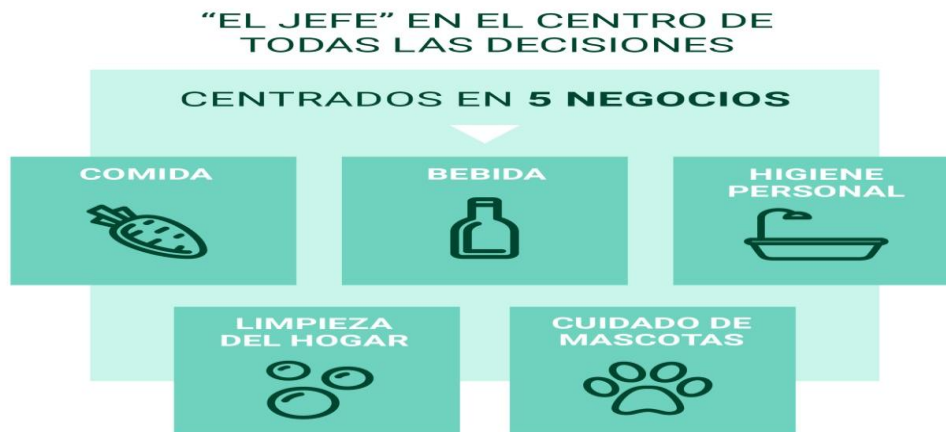 “EL JEFE” EN EL CENTRO DE
TODAS LAS DECISIONES
CENTRADOS EN 5 NEGOCIOS
COMIDA
BEBIDA
HIGIENE
PERSONAL
LIMPIEZA
DEL HOGAR
CUIDADO DE
MASCOTAS